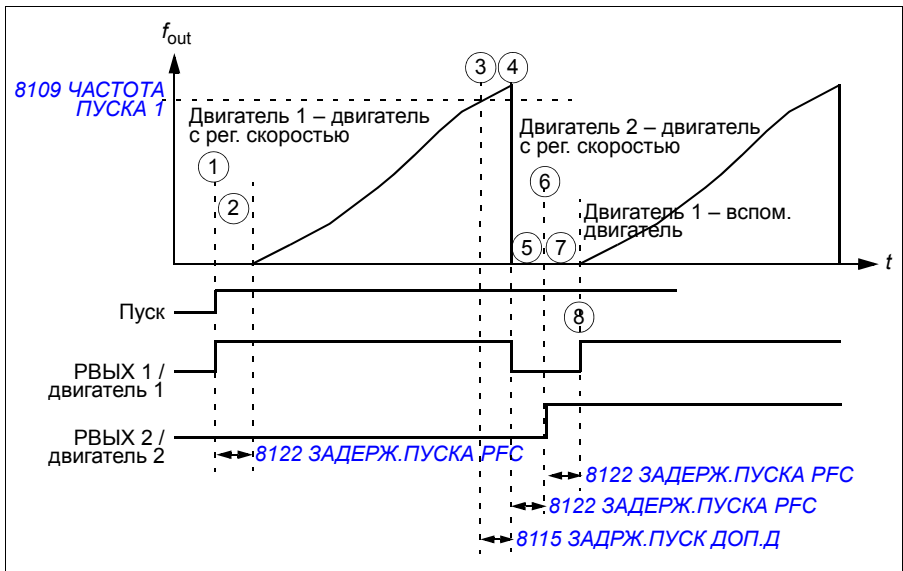 f out
8109 ЧАСТОТА
ПУСКА 1
3 4
Двигатель 1 – двигатель
с рег. скоростью
Двигатель 2 – двигатель
с рег. скоростью
1
2
6
Двигатель 1 – вспом.
двигатель
5 7
t
Пуск
8
РВЫХ 1 /
двигатель 1
РВЫХ 2 /
двигатель 2
8122 ЗАДЕРЖ.ПУСКА PFC
8122 ЗАДЕРЖ.ПУСКА PFC
8122 ЗАДЕРЖ.ПУСКА PFC
8115 ЗАДРЖ.ПУСК ДОП.Д